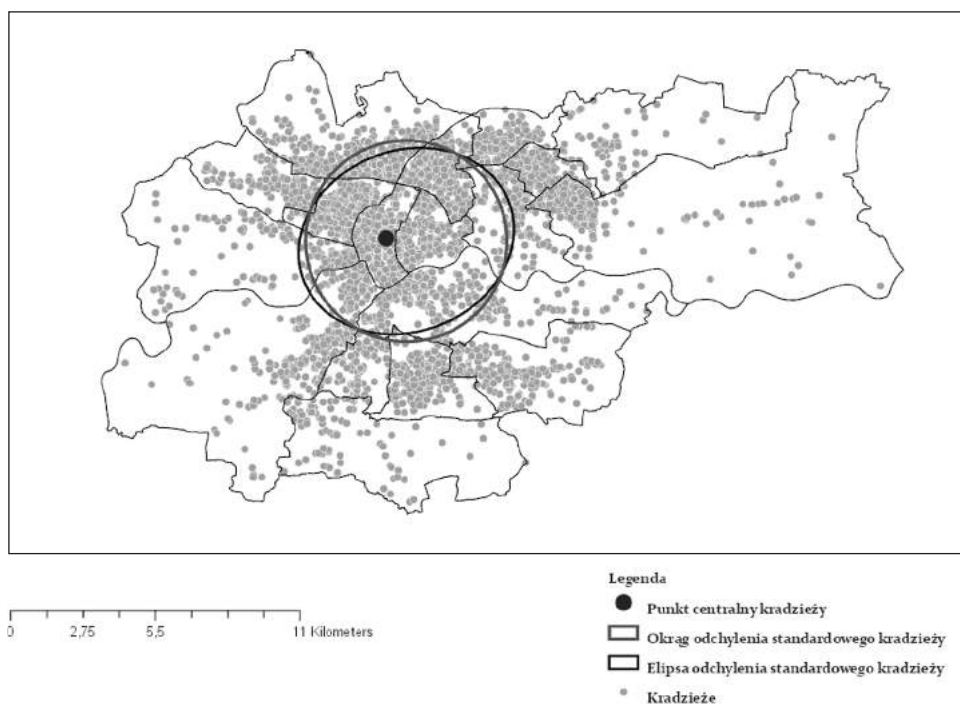 0 2,75 5,5 11 Kilometers
Legenda
Punkt centralny kradzieży
Okrąg odchylenia standardowego kradzieży
Elipsa odchylenia standardowego kradzieży
Kradzieże